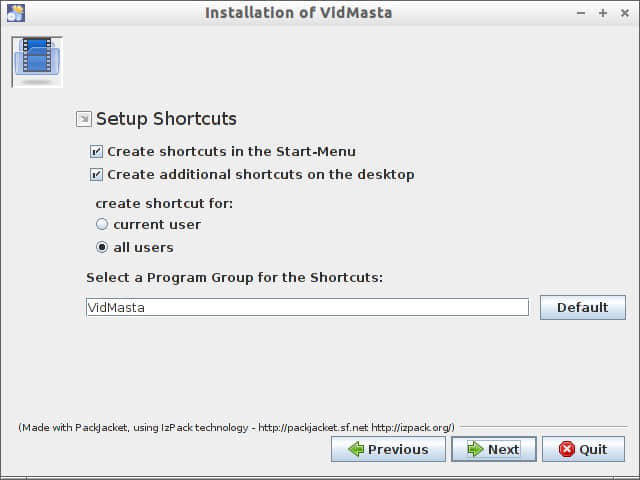 Installation of VidMasta
Setup Shortcuts
Create shortcuts in the Start-Menu
Create additional shortcuts on the desktop
create shortcut for:
current user
all users
Select a Program Group for the Shortcuts:
VidMasta
Default
(Made with PackJacket, using IzPack technology - http://packjacket.sf.net http://izpack.org/)
Previous
Next
Quit